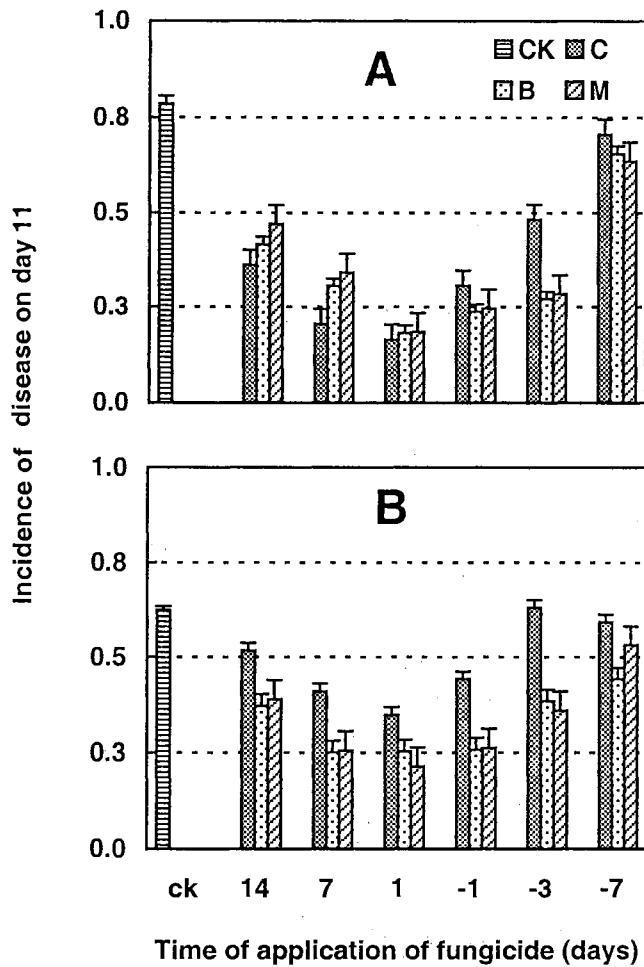 Incidence of disease on day 11
1.0
0.8
0.5
0.3
0.0
A
CK C
B M
1.0
0.8
0.5
0.3
0.0
B
ck 14 7 1 -1 -3 -7
Time of application of fungicide (days)